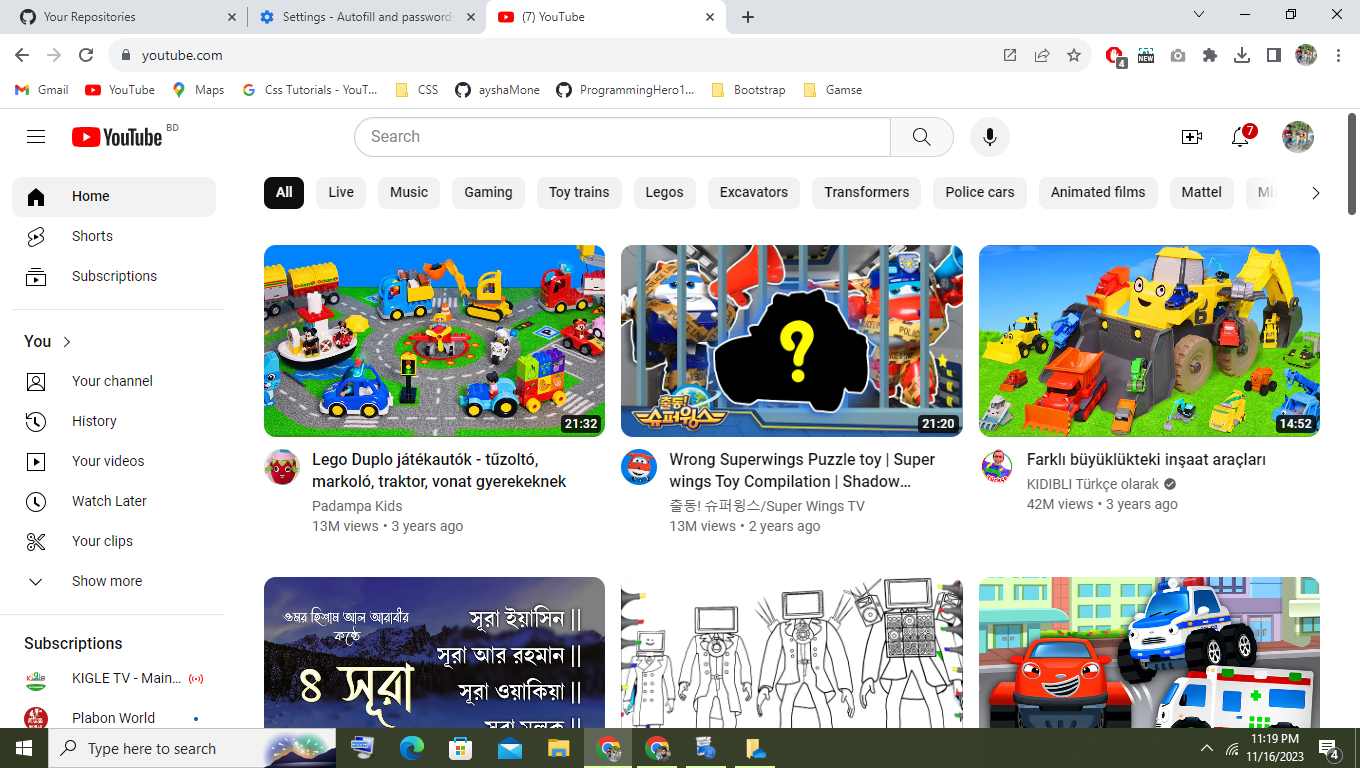 Your Repositories
Settings - Autofill and passwords
(7) YouTube
youtube.com
4
NEW
Gmail
YouTube
Maps
Css Tutorials - YouT...
CSS
ayshaMone
ProgrammingHero1...
Bootstrap
Gamse
YouTube BD
Search
7
Home
Shorts
Subscriptions
You
Your channel
History
Your videos
Watch Later
Your clips
Show more
Subscriptions
KIGLE TV - Main...
Plabon World
All
Live
Music
Gaming
Toy trains
Legos
Excavators
Transformers
Police cars
Animated films
Mattel
21:32
Lego Duplo játékautók - tűzoltó,
markoló, traktor, vonat gyerekeknek
Padampa Kids
13M views • 3 years ago
?
출동!
슈퍼윙스
21:20
Wrong Superwings Puzzle toy | Super
wings Toy Compilation | Shadow...
출동! 슈퍼윙스/Super Wings TV
13M views • 2 years ago
14:52
Farklı büyüklükteki inşaat araçları
KIDIBLI Türkçe olarak
42M views • 3 years ago
ওমর হিশাম আল আরাবীর
কণ্ঠে
৪ সূরা
সূরা ইয়াসিন ||
সূরা আর রহমান ||
সূরা ওয়াকিয়া ||
Type here to search
11:19 PM
11/16/2023
4